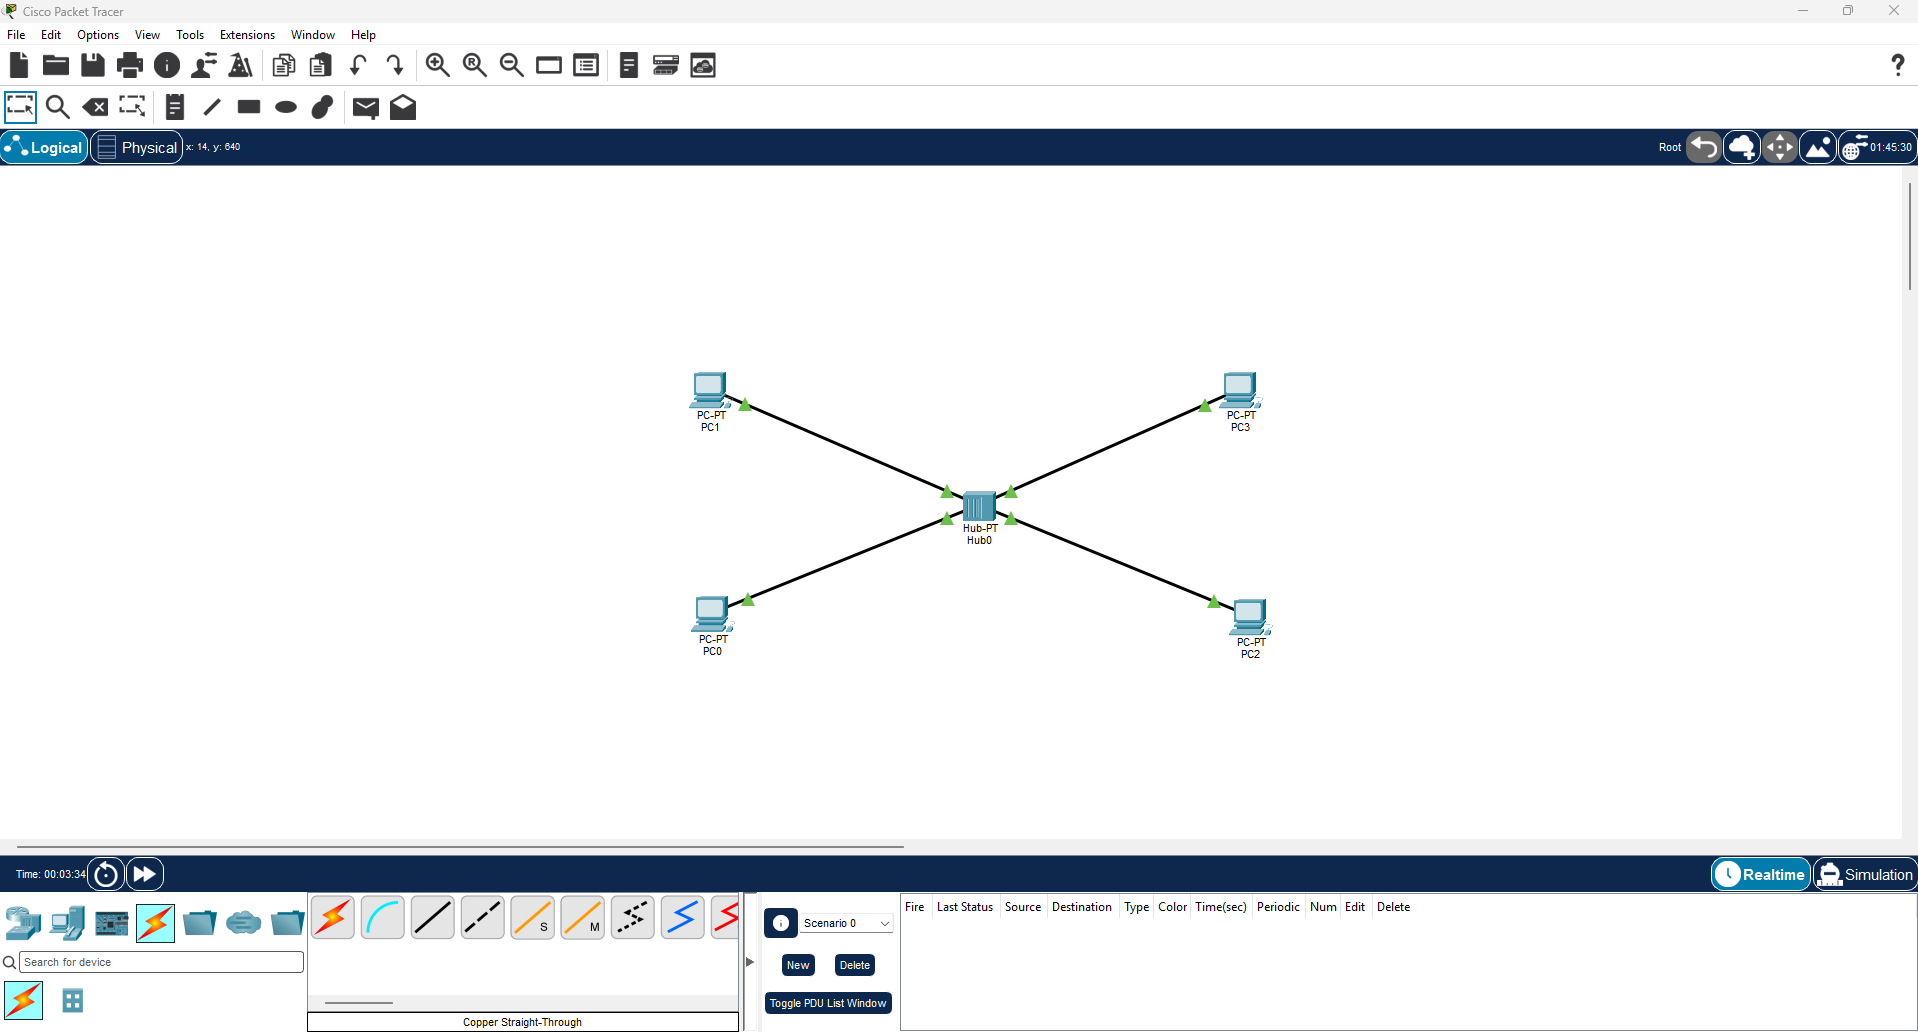 Cisco Packet Tracer
File Edit Options View Tools Extensions Window Help
Logical Physical x: 14, y: 640 Root 01:45:30
PC-PT
PC1
PC-PT
PC3
Hub-PT
Hub0
PC-PT
PC0
PC-PT
PC2
Time: 00:03:34 Realtime Simulation
S M
Scenario 0
Fire Last Status Source Destination Type Color Time(sec) Periodic Num Edit Delete
Search for device
New Delete
Toggle PDU List Window
Copper Straight-Through